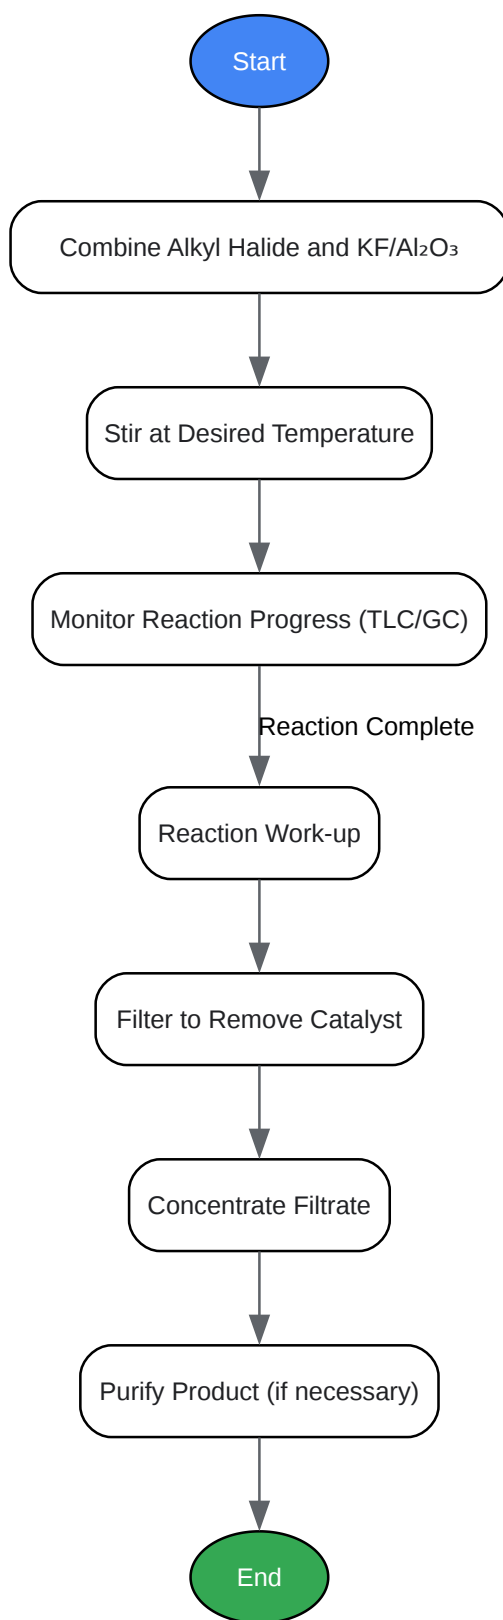 Start
Combine Alkyl Halide and KF/Al₂O₃
Stir at Desired Temperature
Monitor Reaction Progress (TLC/GC)
Reaction Complete
Reaction Work-up
Filter to Remove Catalyst
Concentrate Filtrate
Purify Product (if necessary)
End